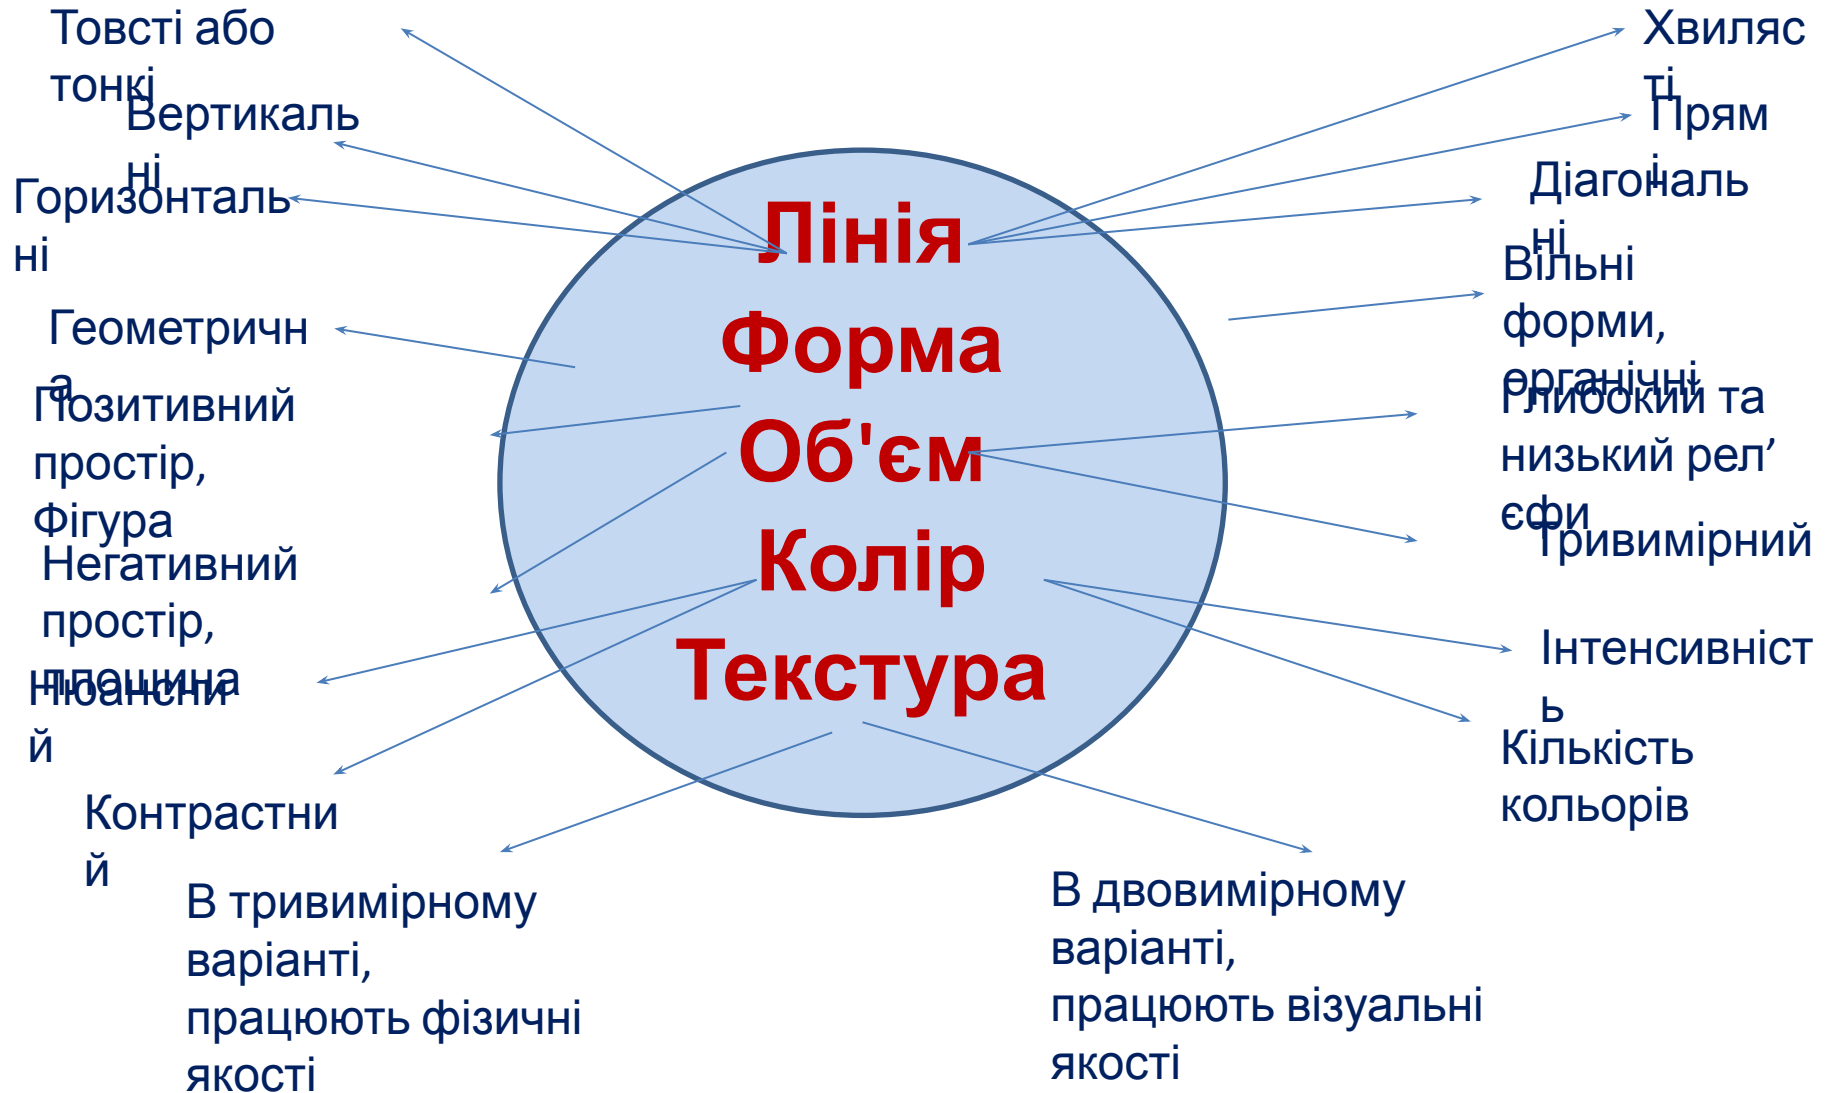 Товсті або
тонкі
Вертикаль
ні
Горизонталь
ні
Геометричн
а
Позитивний
простір,
Фігура
Негативний
простір,
площина
Нюансни
й
Контрастни
й
В тривимірному
варіанті,
працюють фізичні
якості
Лінія
Форма
Об'єм
Колір
Текстура
Хвиляс
ті
Прям
і
Діагональ
ні
Вільні
форми,
органічні
Глибокий та
низький рел’
єфи
Тривимірний
Інтенсивніст
ь
Кількість
кольорів
В двовимірному
варіанті,
працюють візуальні
якості